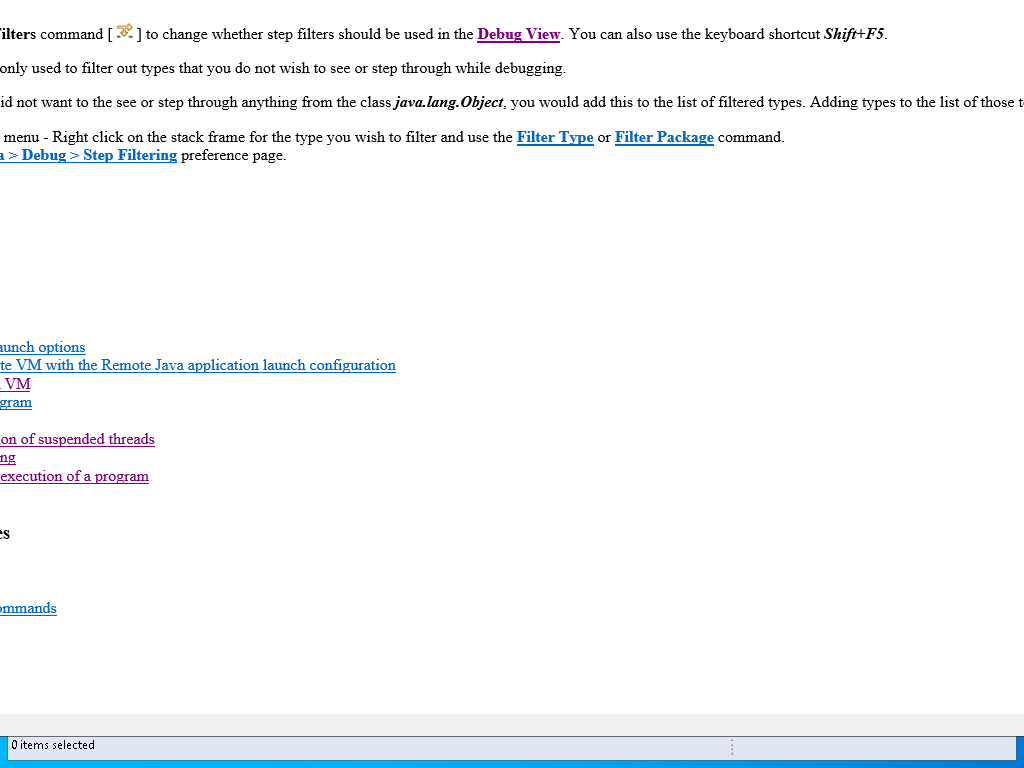 ilters command [ ] to change whether step filters should be used in the Debug View. You can also use the keyboard shortcut Shift+F5.
only used to filter out types that you do not wish to see or step through while debugging.
id not want to the see or step through anything from the class java.lang.Object, you would add this to the list of filtered types. Adding types to the list of those t
menu - Right click on the stack frame for the type you wish to filter and use the Filter Type or Filter Package command.
a > Debug > Step Filtering preference page.
aunch options
te VM with the Remote Java application launch configuration
VM
gram
on of suspended threads
ng
execution of a program
es
ommands
0 items selected